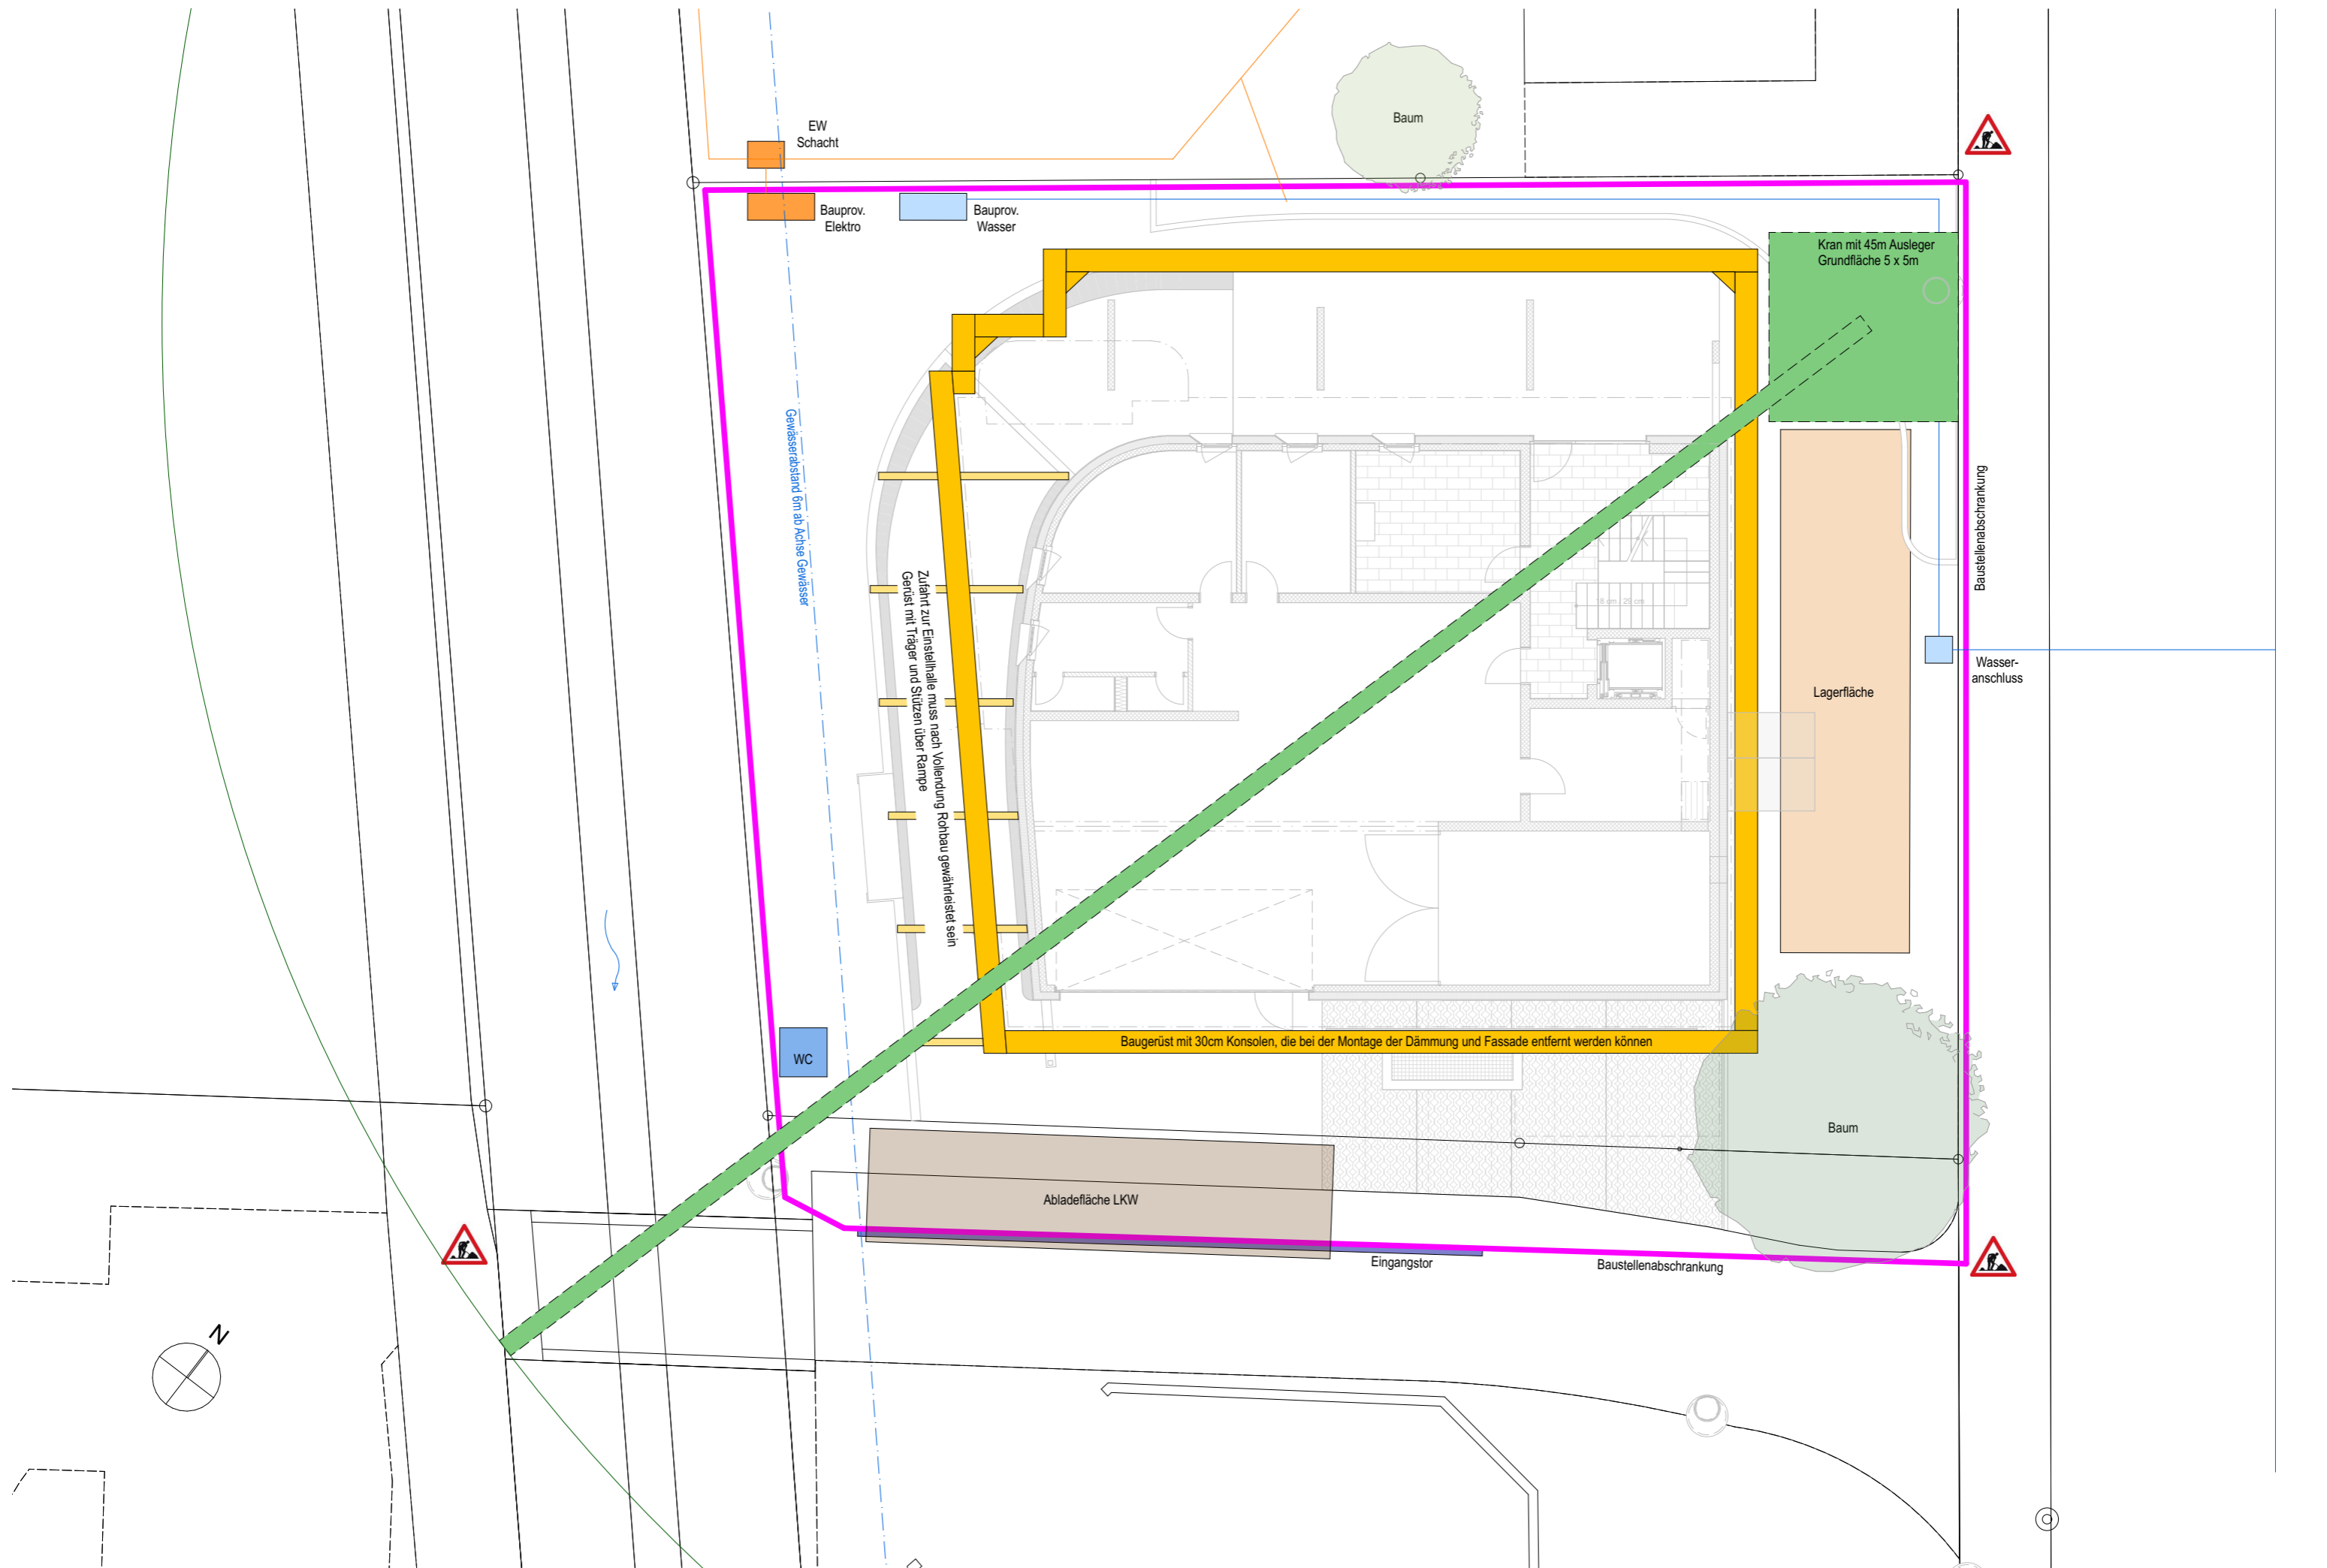 EW
Schacht
Baum
Bauprov.
Elektro
Bauprov.
Wasser
Kran mit 45m Ausleger
Grundfläche 5 x 5m
Gewässerabstand 6m ab Achse Gewässer
Baustellenabschrankung
Zufahrt zur Einstellhalle muss nach Vollendung Rohbau gewährleistet sein
Gerüst mit Träger und Stützen über Rampe
Wasser-
anschluss
Lagerfläche
Baugerüst mit 30cm Konsolen, die bei der Montage der Dämmung und Fassade entfernt werden können
WC
Baum
Abladefläche LKW
Eingangstor
Baustellenabschrankung
N